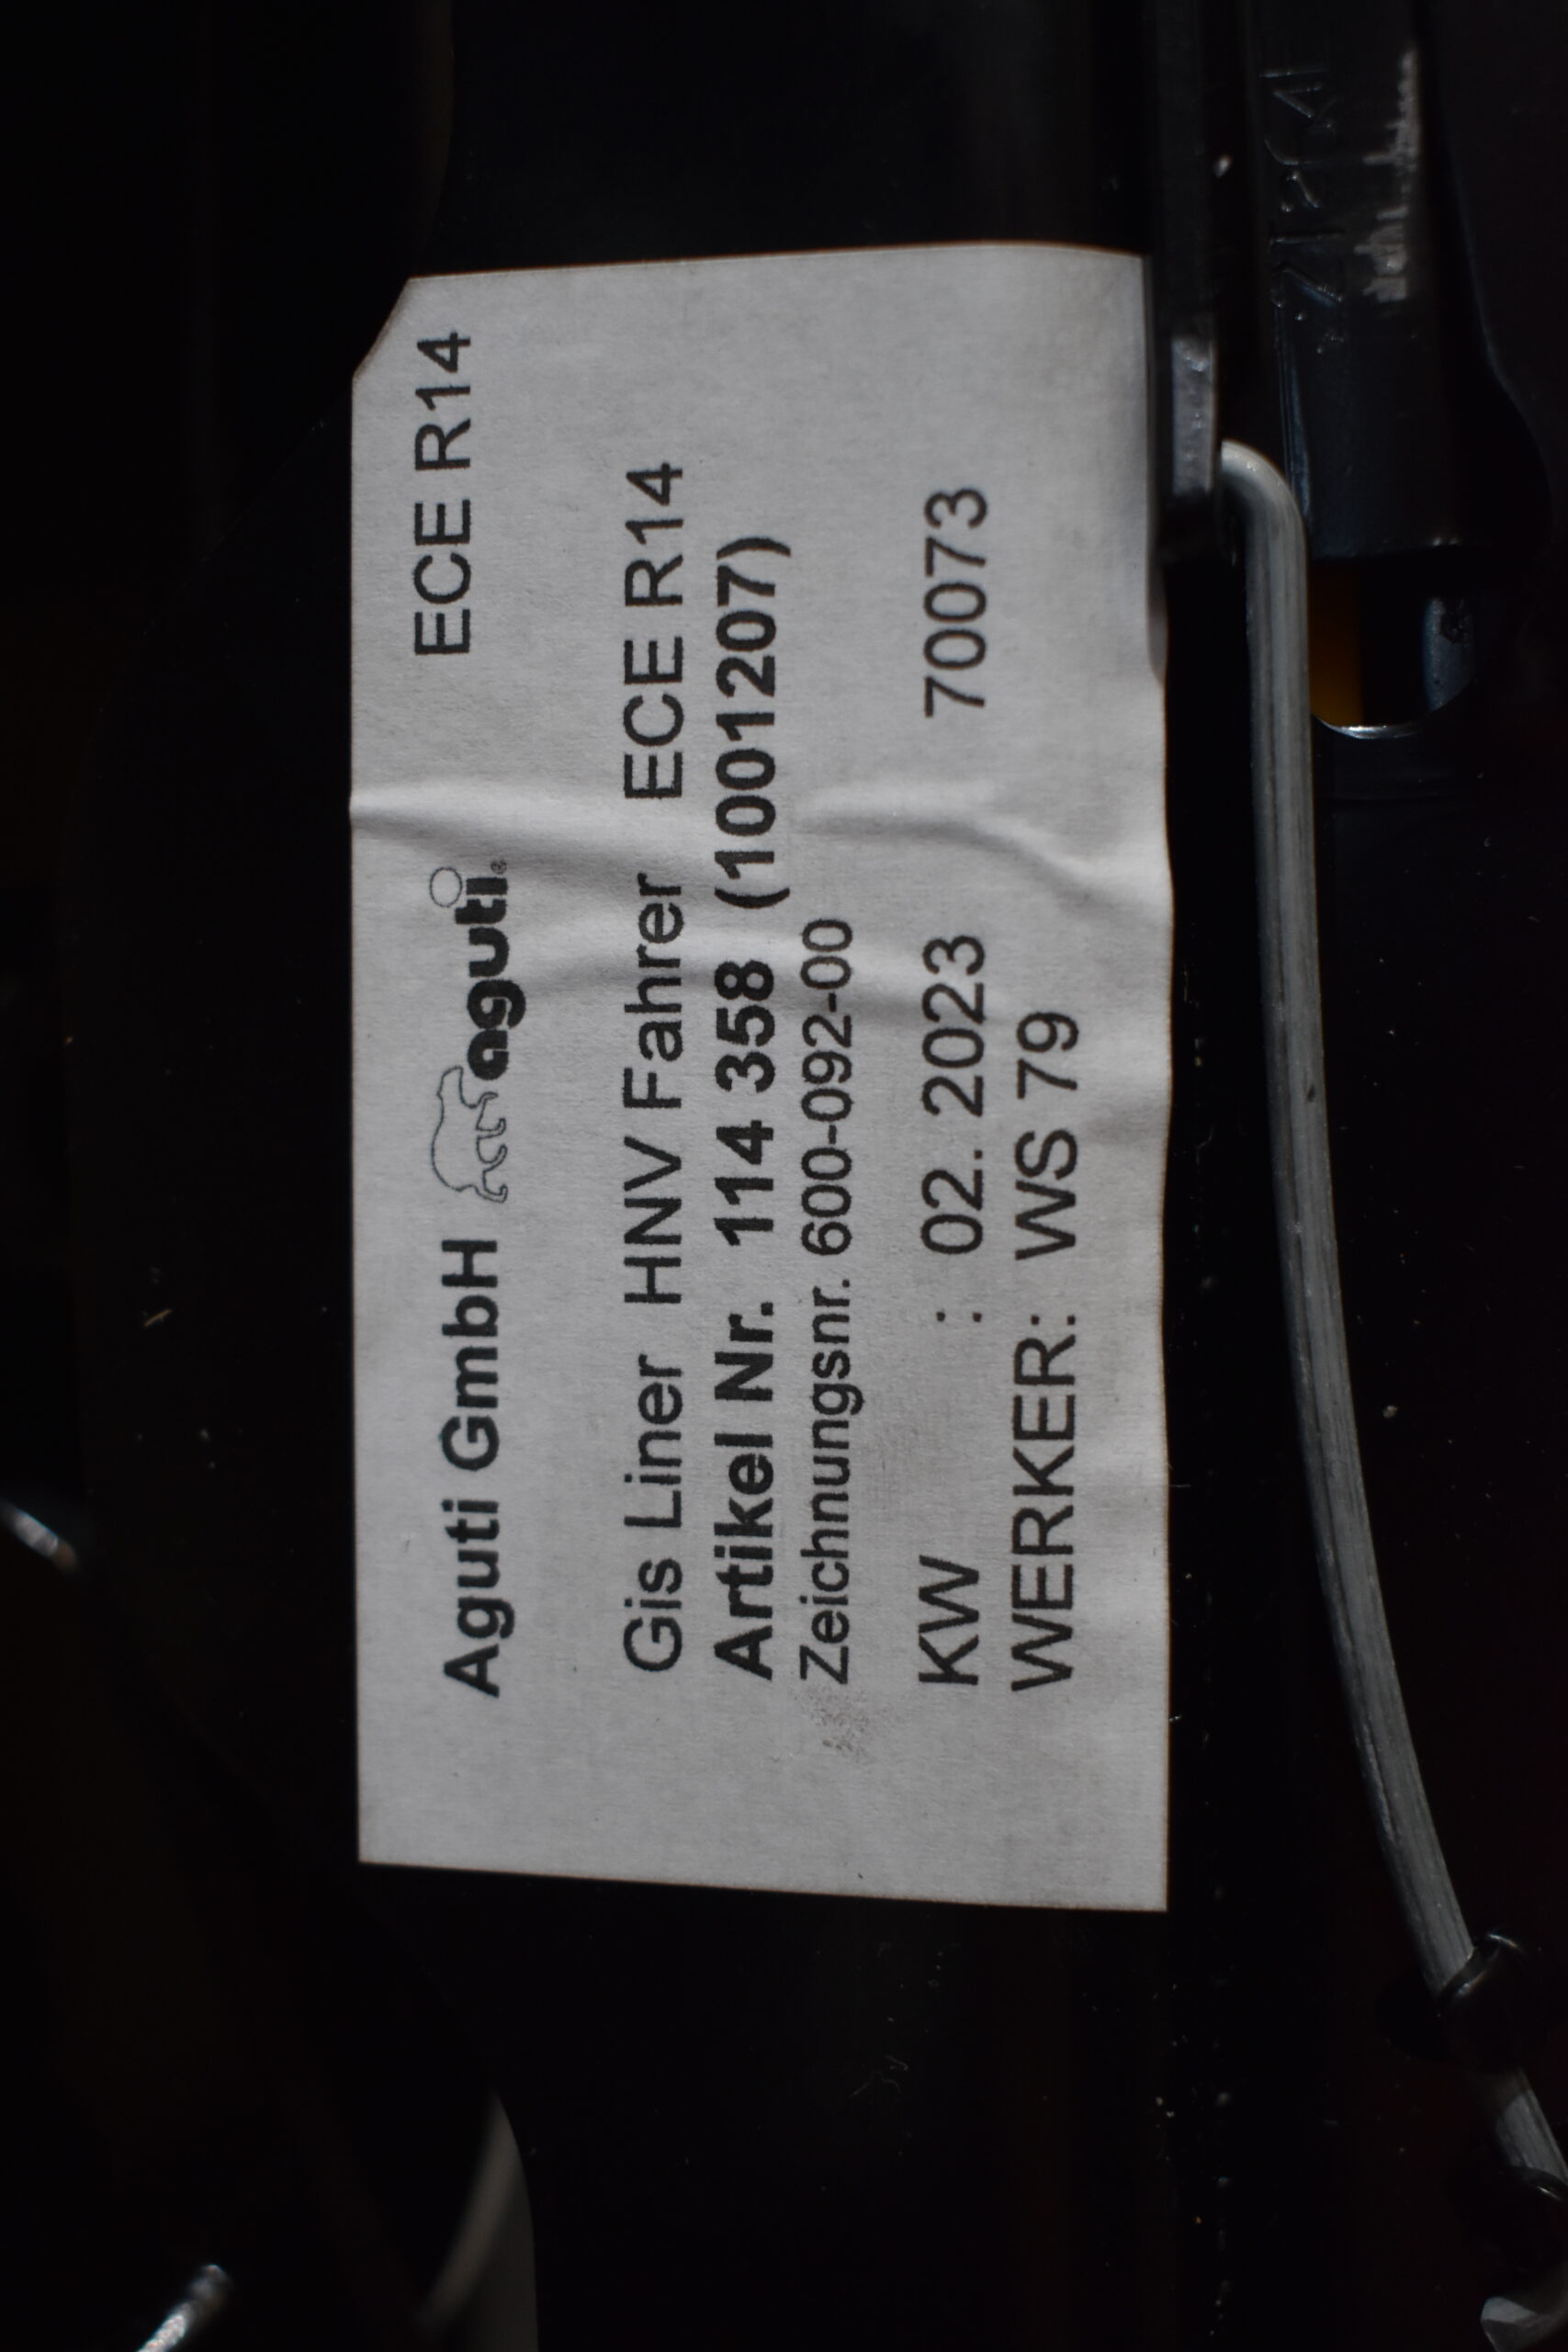 Aguti GmbH aguti® ECE R14
Gis Liner HNV Fahrer ECE R14
Artikel Nr. 114 358 (1001207)
Zeichnungsnr. 600-092-00
KW : 02. 2023 70073
WERKER: WS 79